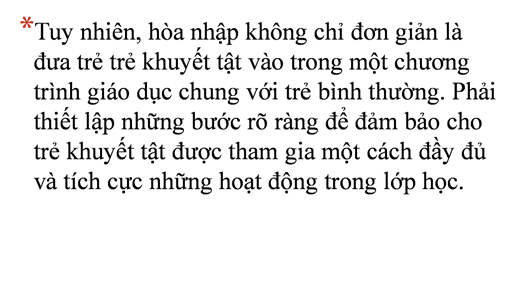 *Tuy nhiên, hòa nhập không chỉ đơn giản là
đưa trẻ trẻ khuyết tật vào trong một chương
trình giáo dục chung với trẻ bình thường. Phải
thiết lập những bước rõ ràng để đảm bảo cho
trẻ khuyết tật được tham gia một cách đầy đủ
và tích cực những hoạt động trong lớp học.